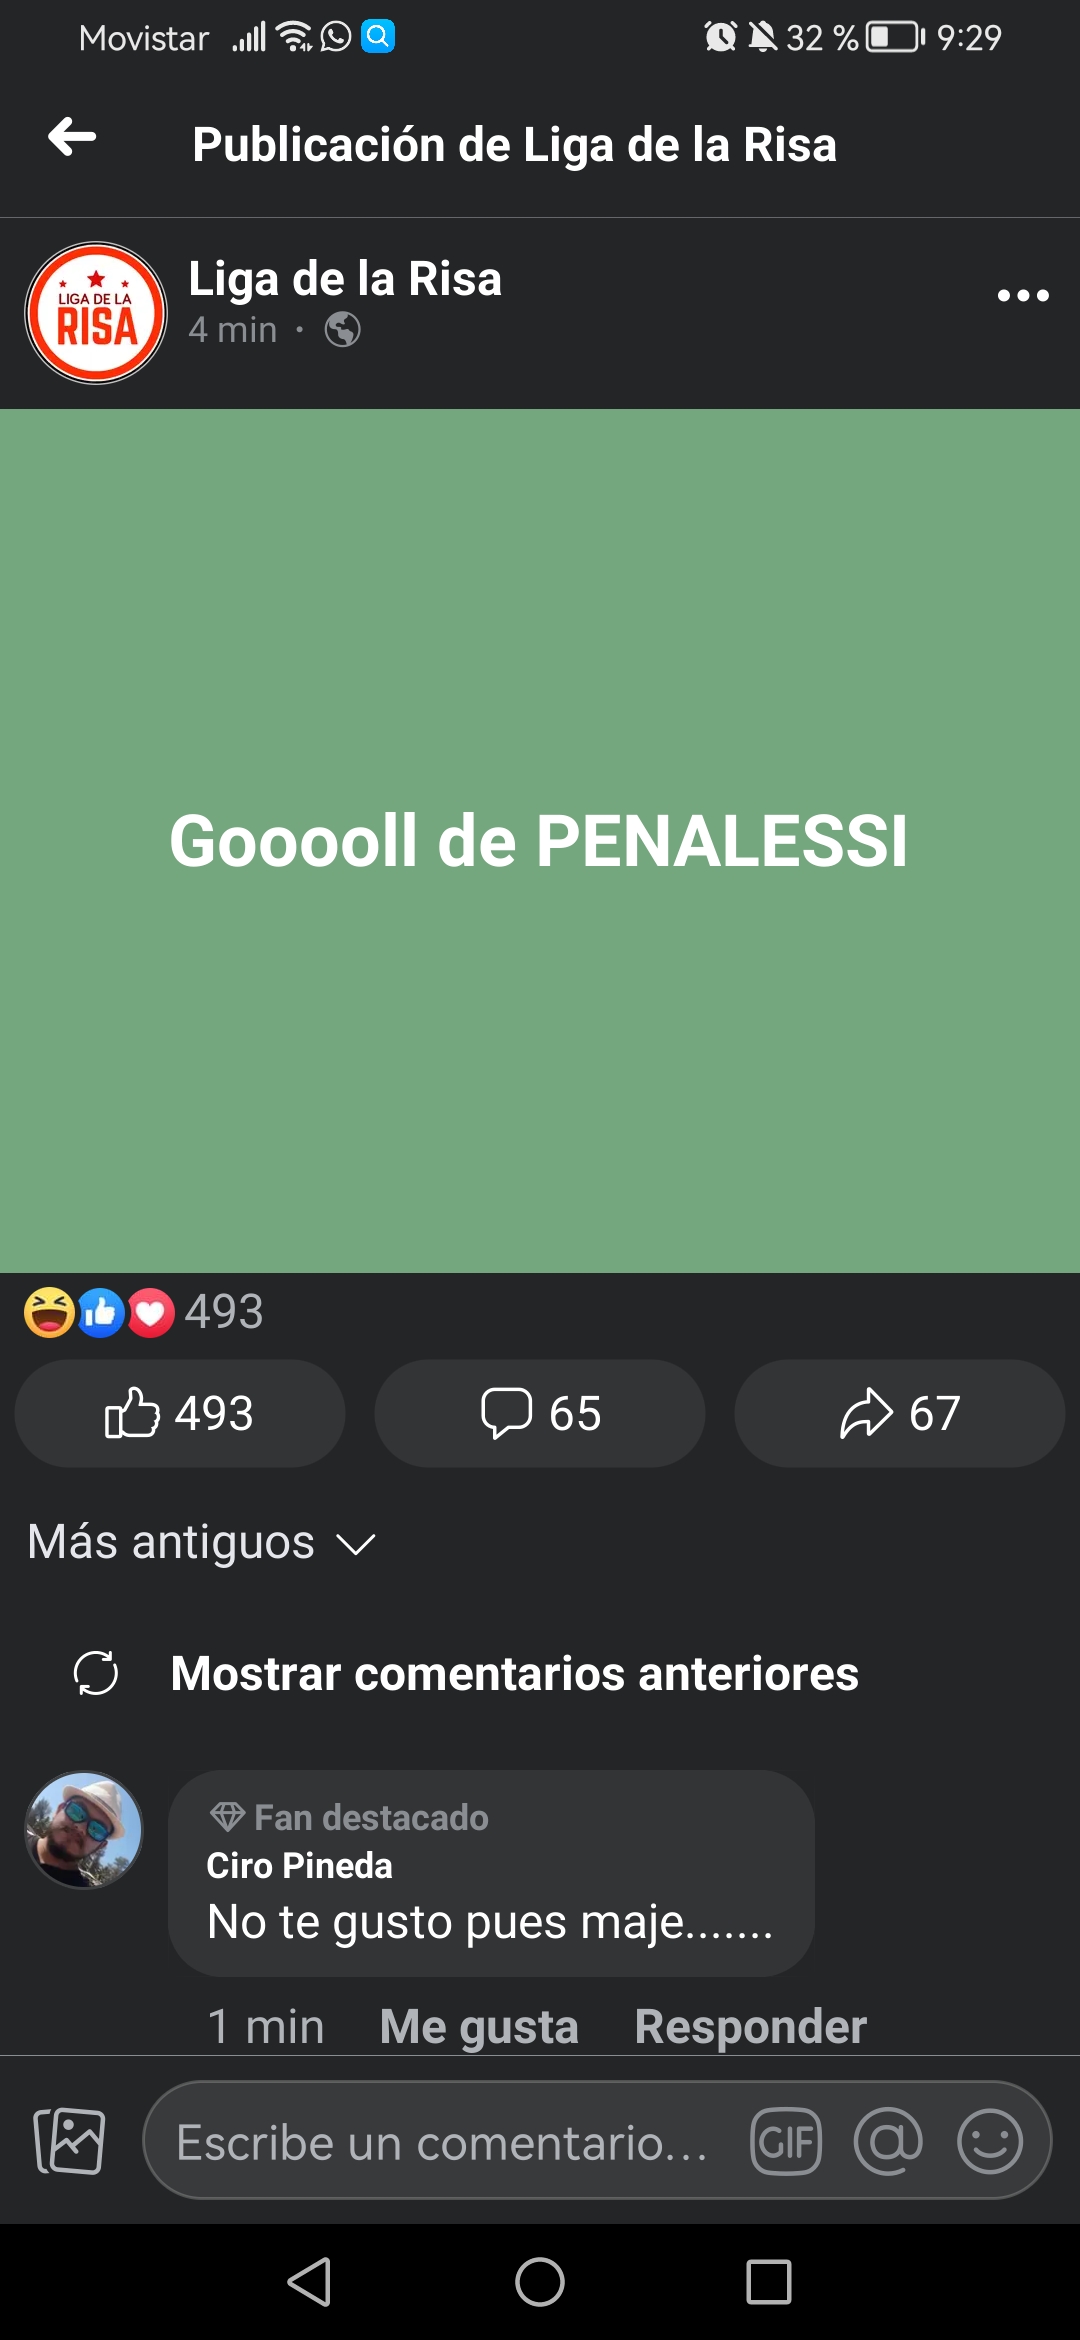 Movistar 32 % 9:29
Publicación de Liga de la Risa
LIGA DE LA
RISA
Liga de la Risa
4 min ·
Gooooll de PENALESSI
493
493 65 67
Más antiguos
Mostrar comentarios anteriores
Fan destacado
Ciro Pineda
No te gusto pues maje.......
1 min Me gusta Responder
Escribe un comentario... GIF @